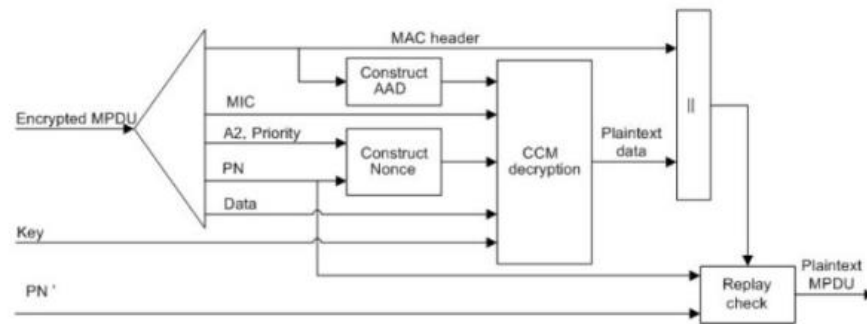 MAC header
Construct
AAD
MIC
Encrypted MPDU
A2, Priority
Construct
Nonce
PN
CCM
decryption
Plaintext
data
||
Data
Key
PN '
Replay
check
Plaintext
MPDU